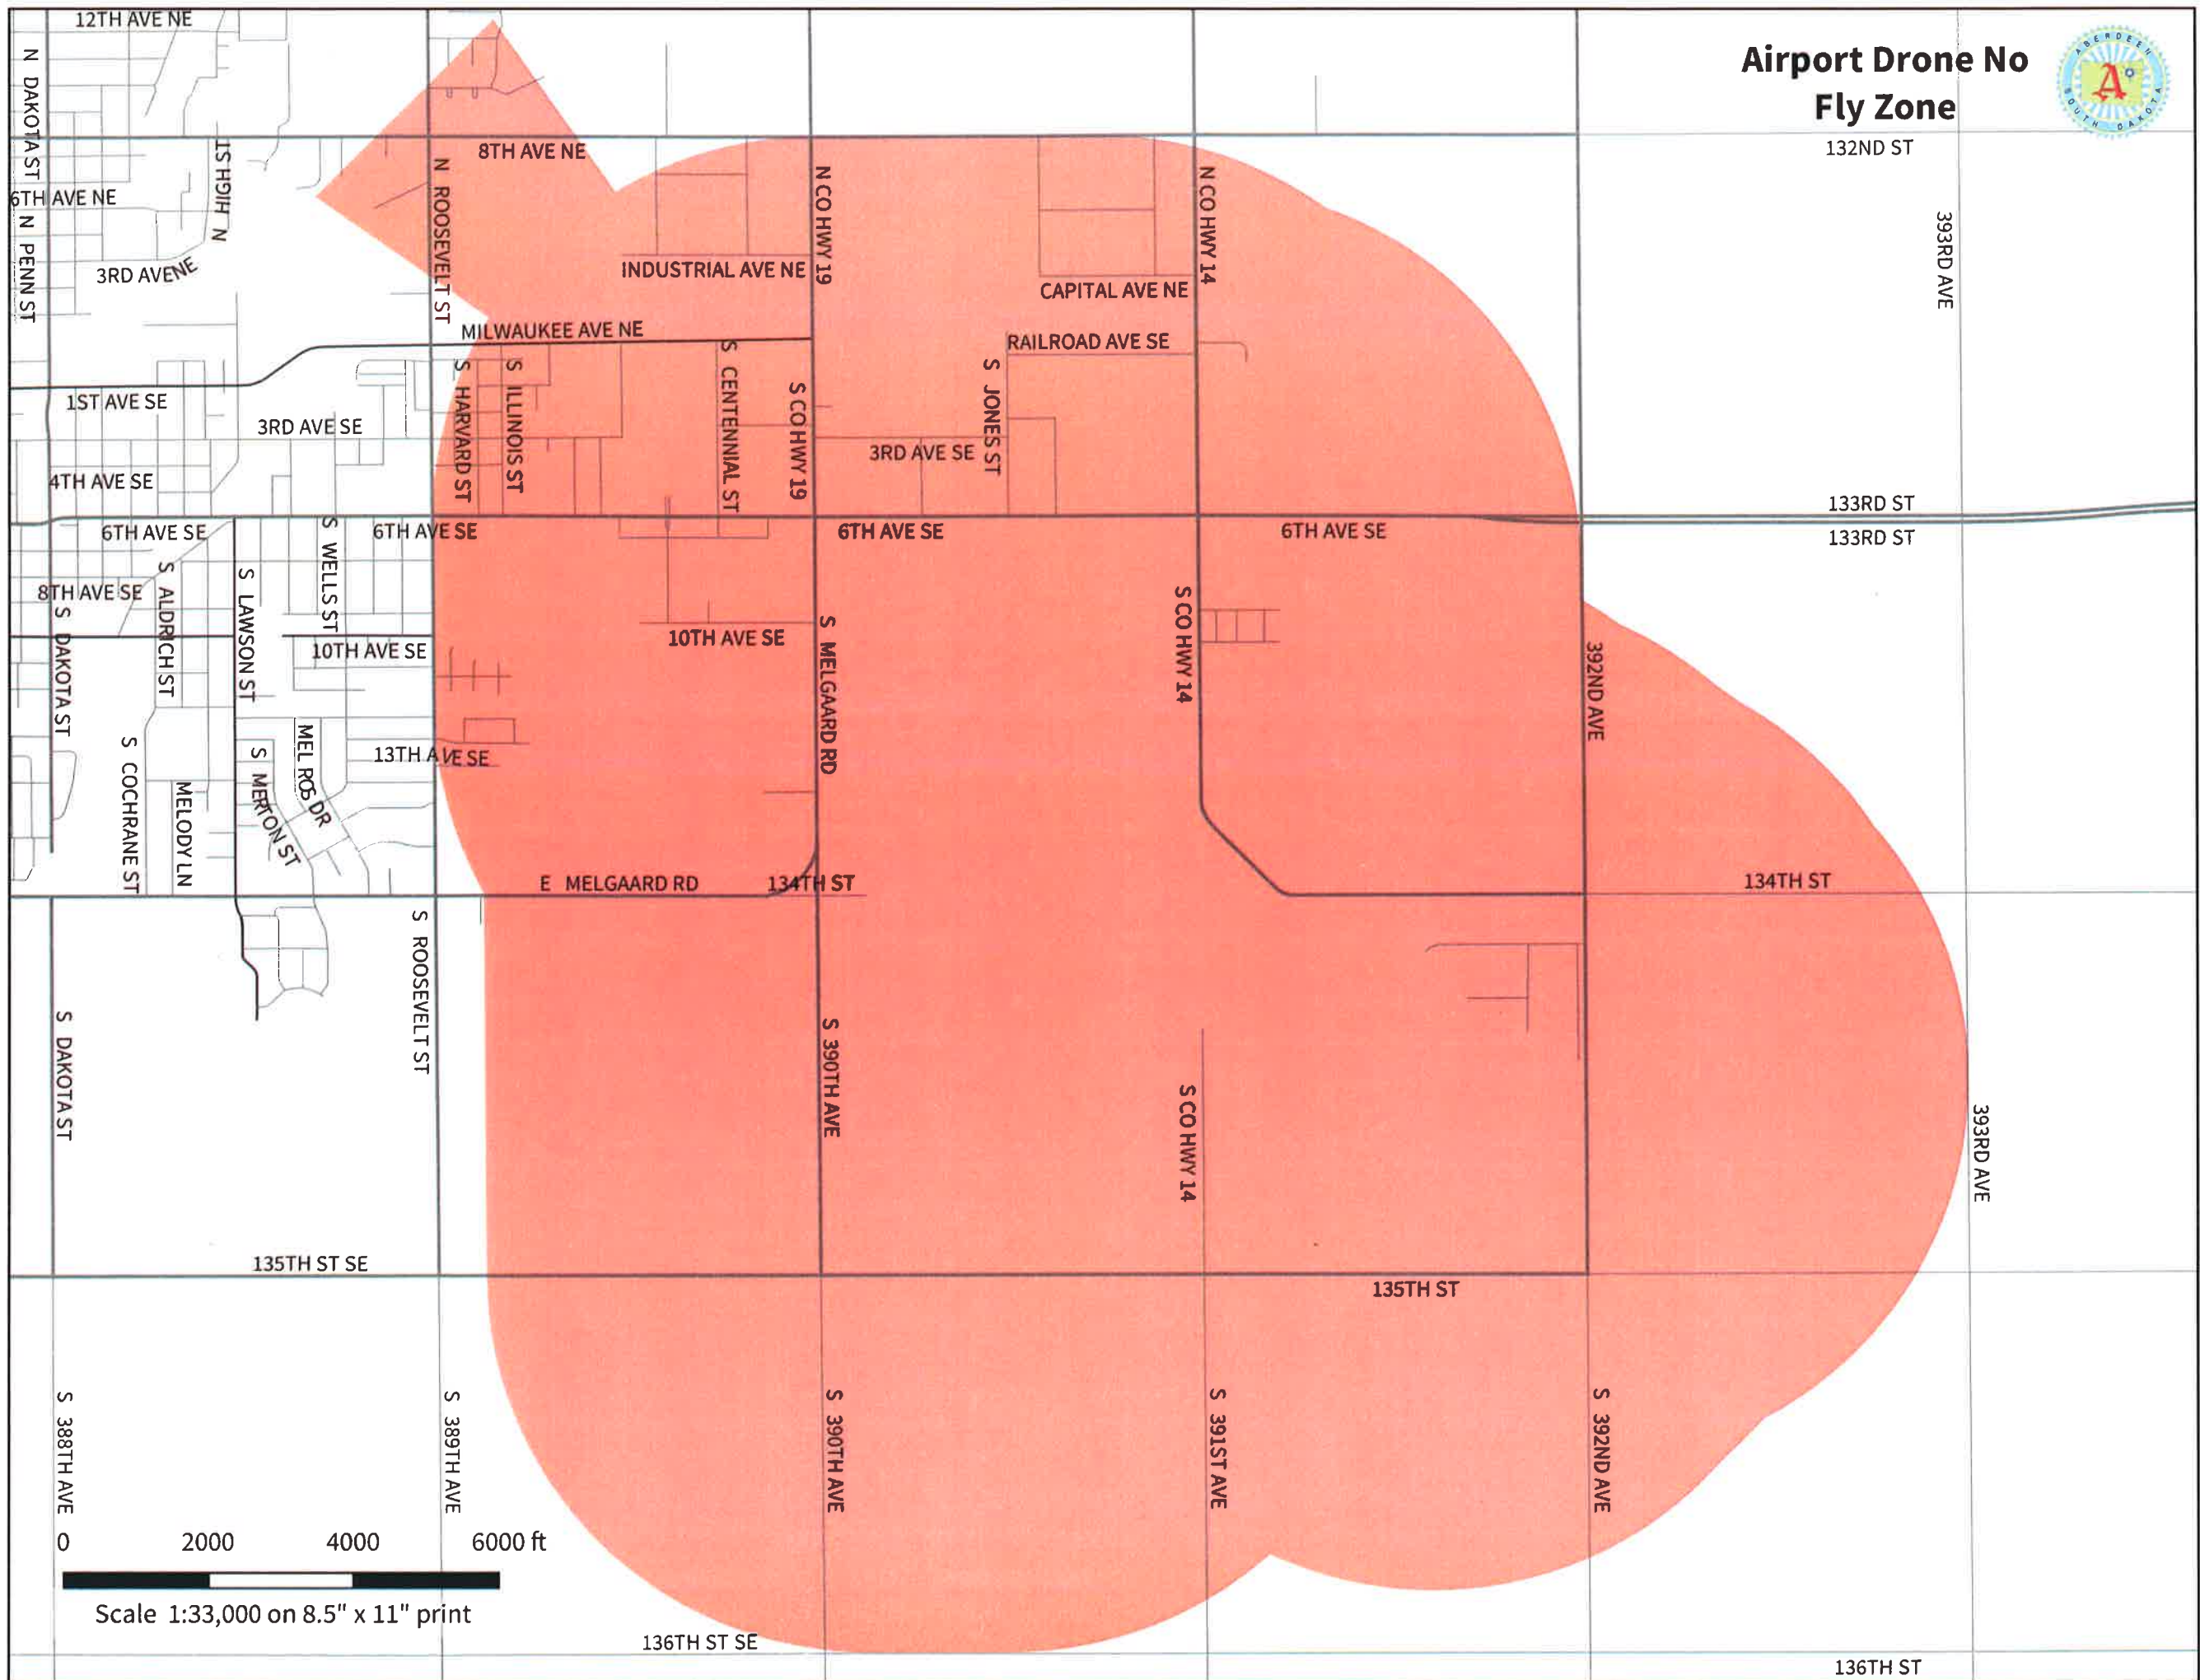 12TH AVE NE
Airport Drone No
Fly Zone
ABERDEEN
A
SOUTH DAKOTA
N DAKOTA ST
N HIGH ST
8TH AVE NE
132ND ST
6TH AVE NE
N PENN ST
N ROOSEVELT ST
N CO HWY 19
N CO HWY 14
393RD AVE
3RD AVE NE
INDUSTRIAL AVE NE
CAPITAL AVE NE
MILWAUKEE AVE NE
RAILROAD AVE SE
1ST AVE SE
3RD AVE SE
S HARVARD ST
S ILLINOIS ST
S CENTENNIAL ST
S CO HWY 19
S JONES ST
3RD AVE SE
4TH AVE SE
133RD ST
6TH AVE SE
6TH AVE SE
6TH AVE SE
6TH AVE SE
133RD ST
S WELLS ST
8TH AVE SE
S ALDRICH ST
S LAWSON ST
S DAKOTA ST
10TH AVE SE
10TH AVE SE
S MELGAARD RD
S CO HWY 14
392ND AVE
S COCHRANE ST
MELODY LN
S MERTON ST
MEL ROS DR
13TH AVE SE
E MELGAARD RD
134TH ST
134TH ST
S ROOSEVELT ST
S DAKOTA ST
S 390TH AVE
S CO HWY 14
393RD AVE
135TH ST SE
135TH ST
S 388TH AVE
S 389TH AVE
S 390TH AVE
S 391ST AVE
S 392ND AVE
0 2000 4000 6000 ft
Scale 1:33,000 on 8.5" x 11" print
136TH ST SE
136TH ST